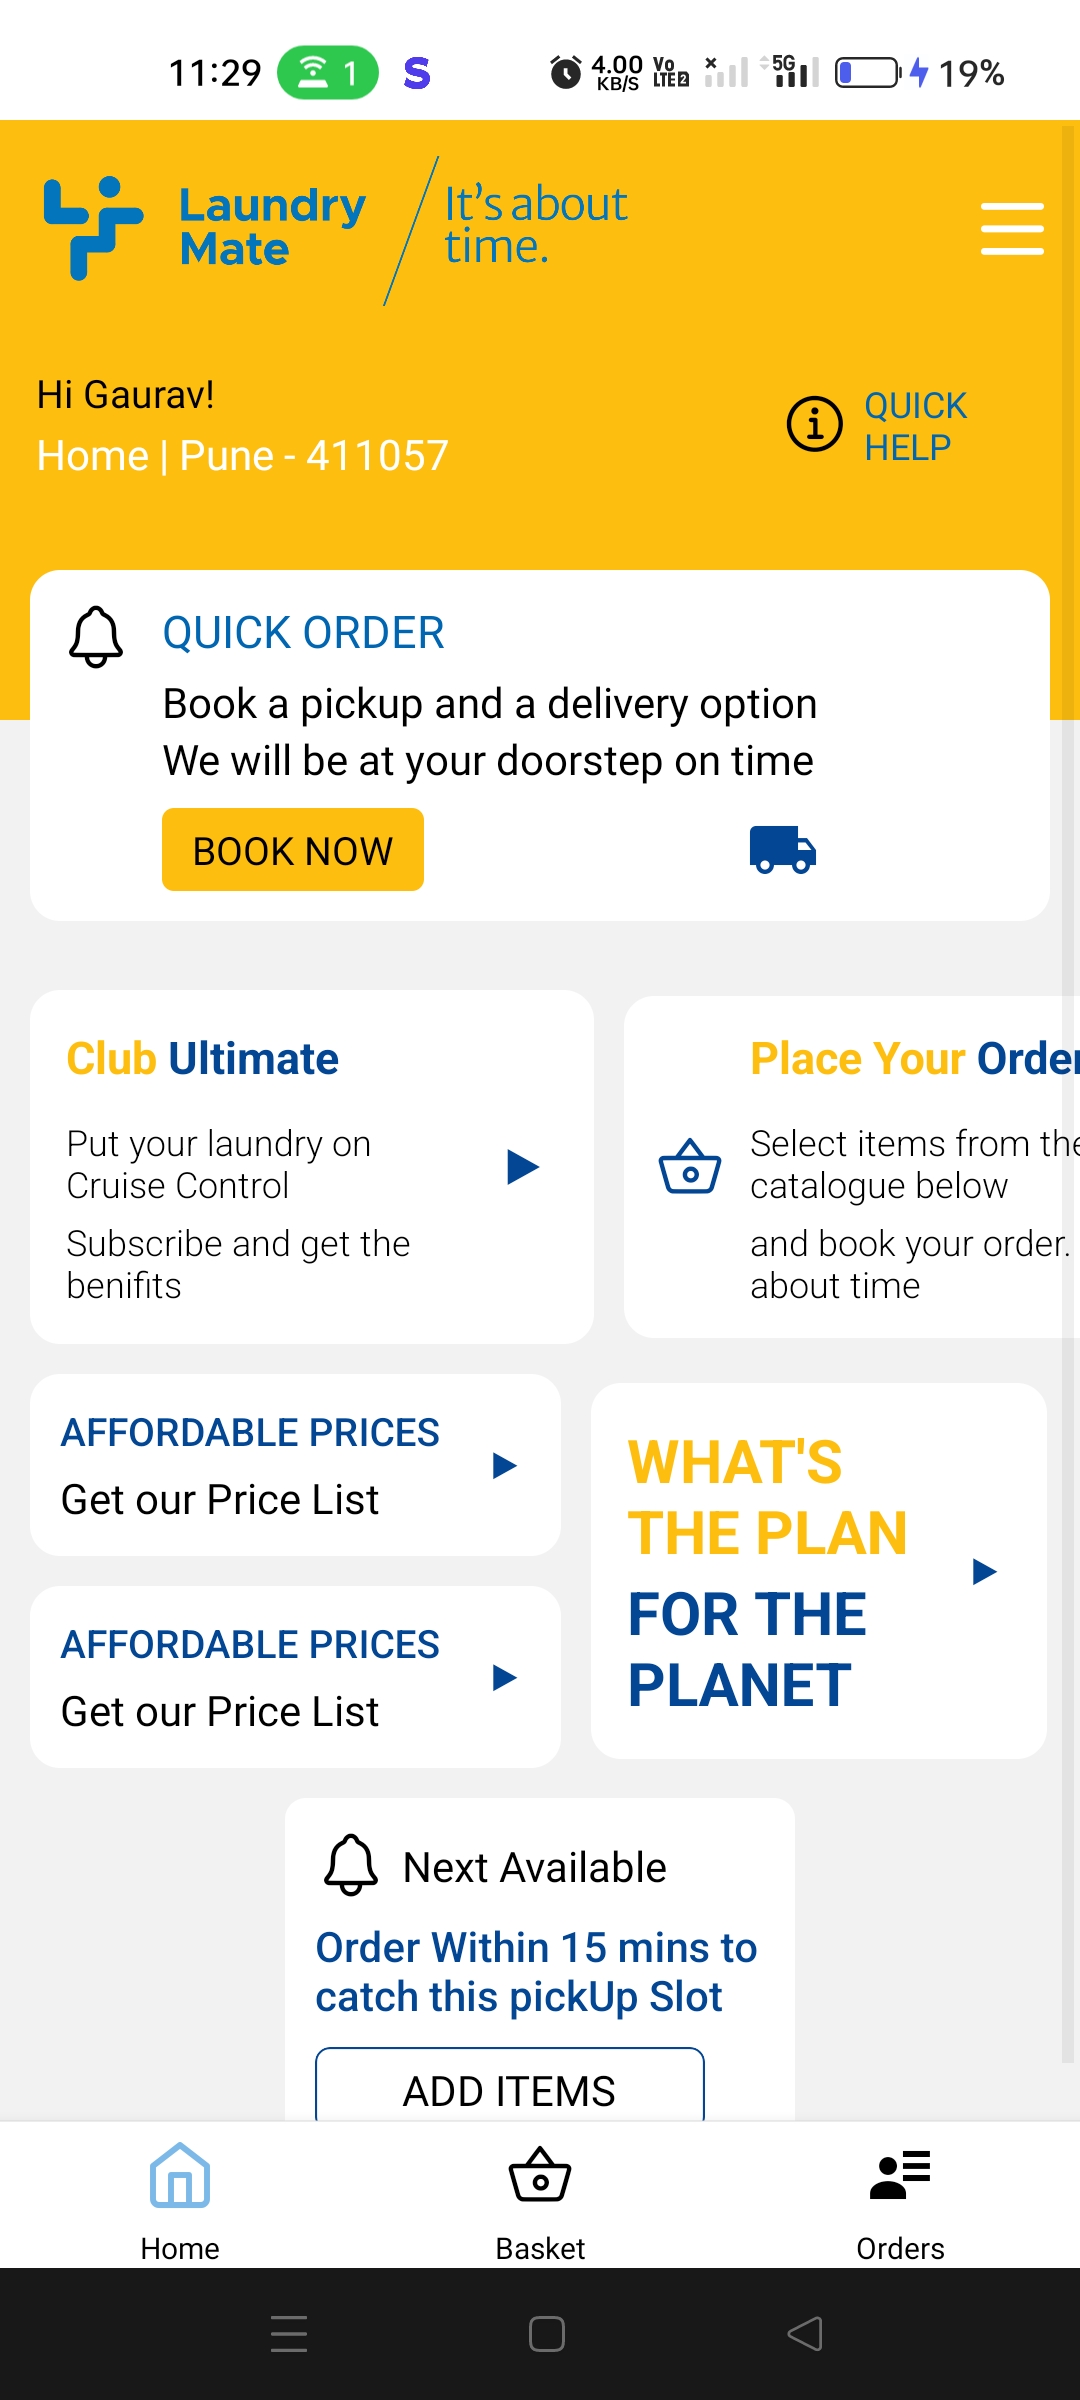 11:29
1
S
4.00
KB/S
Vo
LTE 2
5G
19%
Laundry
Mate
It's about
time.
Hi Gaurav!
Home | Pune - 411057
QUICK
HELP
QUICK ORDER
Book a pickup and a delivery option
We will be at your doorstep on time
BOOK NOW
Club Ultimate
Put your laundry on
Cruise Control
Subscribe and get the
benifits
Place Your Order
Select items from the
catalogue below
and book your order.
about time
AFFORDABLE PRICES
Get our Price List
WHAT'S
THE PLAN
FOR THE
PLANET
AFFORDABLE PRICES
Get our Price List
Next Available
Order Within 15 mins to
catch this pickUp Slot
ADD ITEMS
Home
Basket
Orders